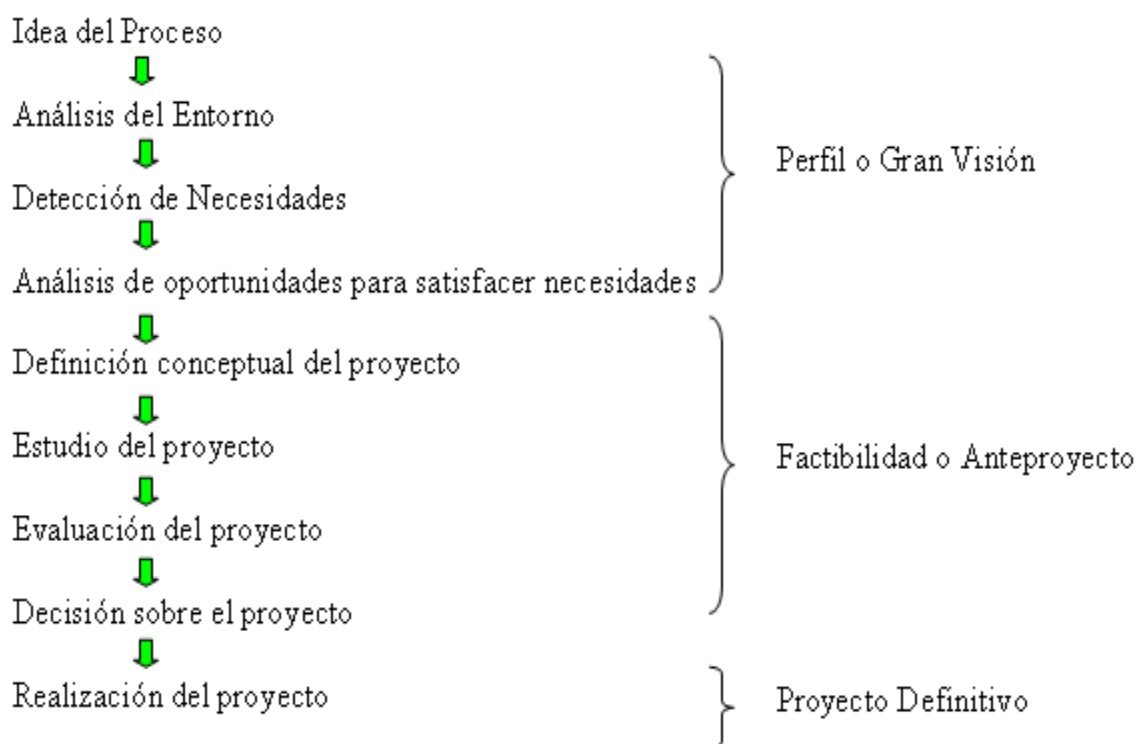 Idea del Proceso
Análisis del Entorno
Detección de Necesidades
Análisis de oportunidades para satisfacer necesidades
Perfil o Gran Visión
Definición conceptual del proyecto
Estudio del proyecto
Evaluación del proyecto
Decisión sobre el proyecto
Factibilidad o Anteproyecto
Realización del proyecto
Proyecto Definitivo